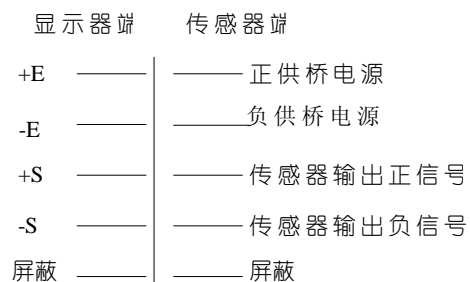 显示器端 传感器端
+E 正供桥电源
-E 负供桥电源
+S 传感器输出正信号
-S 传感器输出负信号
屏蔽 屏蔽